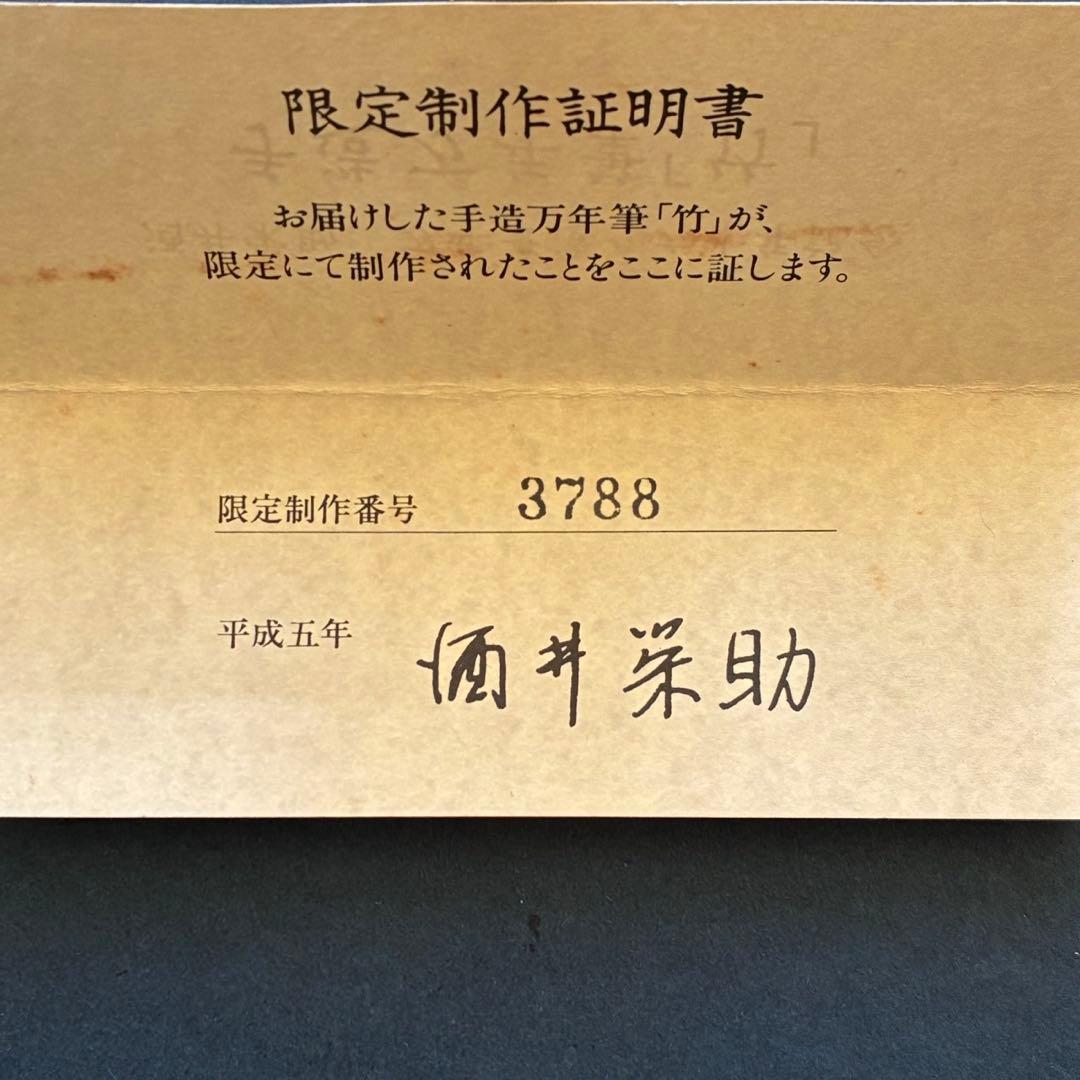 限定制作証明書
お届けした手造万年筆「竹」が、
限定にて制作されたことをここに証します。
限定制作番号 3788
平成五年 酒井栄助